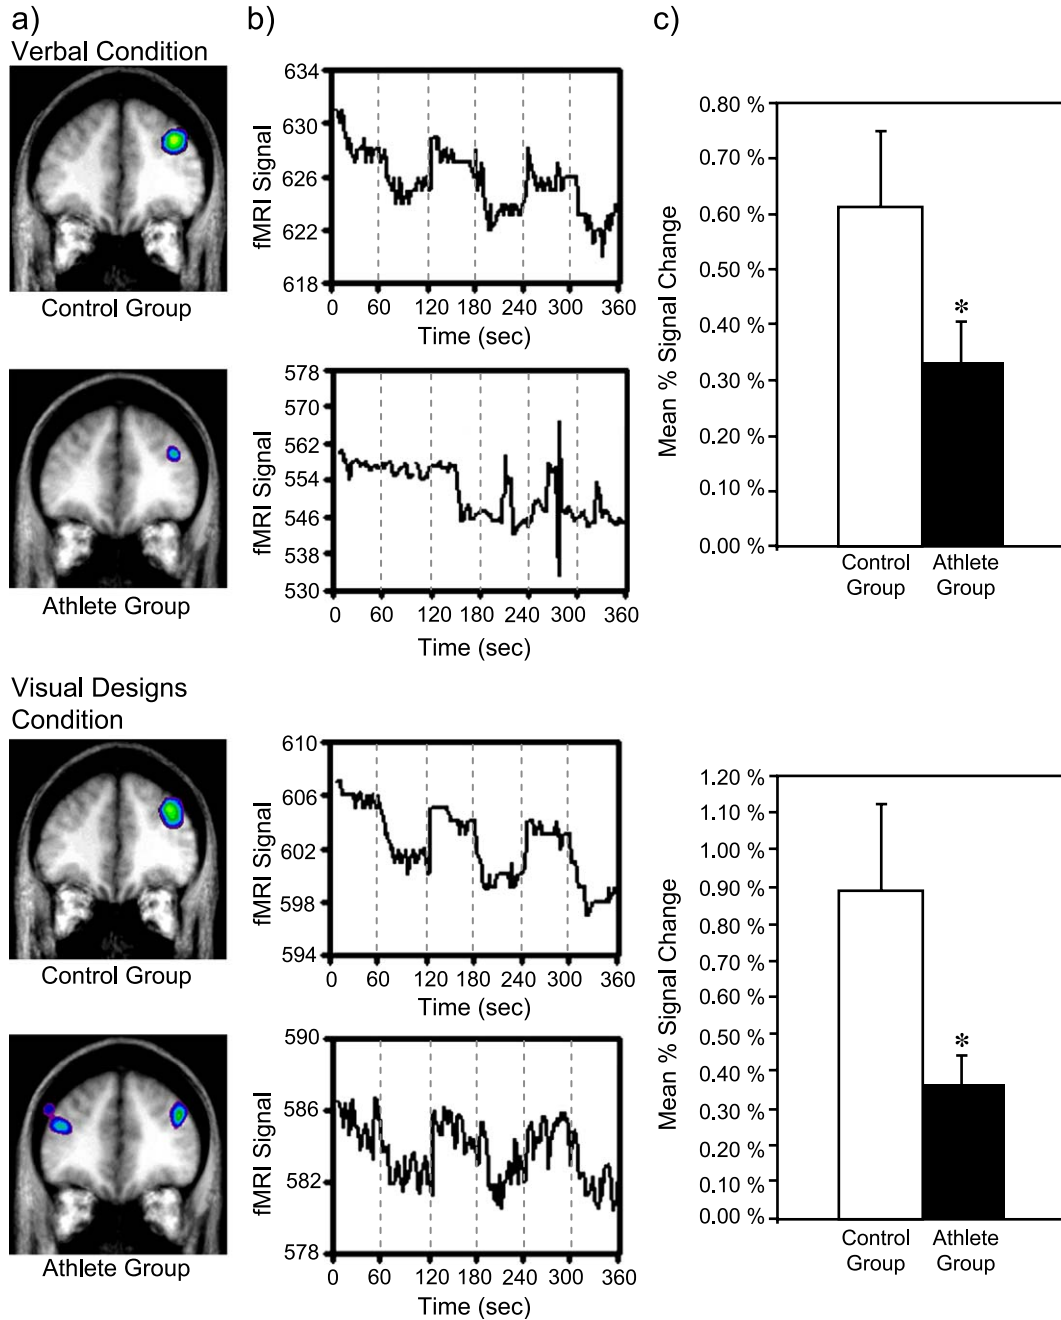 a)
b)
c)
Verbal Condition
Control Group
634
630
626
622
618
fMRI Signal
0 60 120 180 240 300 360
Time (sec)
Athlete Group
578
570
562
554
546
538
530
fMRI Signal
0 60 120 180 240 300 360
Time (sec)
0.80 %
0.70 %
0.60 %
0.50 %
0.40 %
0.30 %
0.20 %
0.10 %
0.00 %
Mean % Signal Change
*
Control
Group
Athlete
Group
Visual Designs
Condition
Control Group
610
606
602
598
594
fMRI Signal
0 60 120 180 240 300 360
Time (sec)
Athlete Group
590
586
582
578
fMRI Signal
0 60 120 180 240 300 360
Time (sec)
1.20 %
1.10 %
1.00 %
0.90 %
0.80 %
0.70 %
0.60 %
0.50 %
0.40 %
0.30 %
0.20 %
0.10 %
0.00 %
Mean % Signal Change
*
Control
Group
Athlete
Group